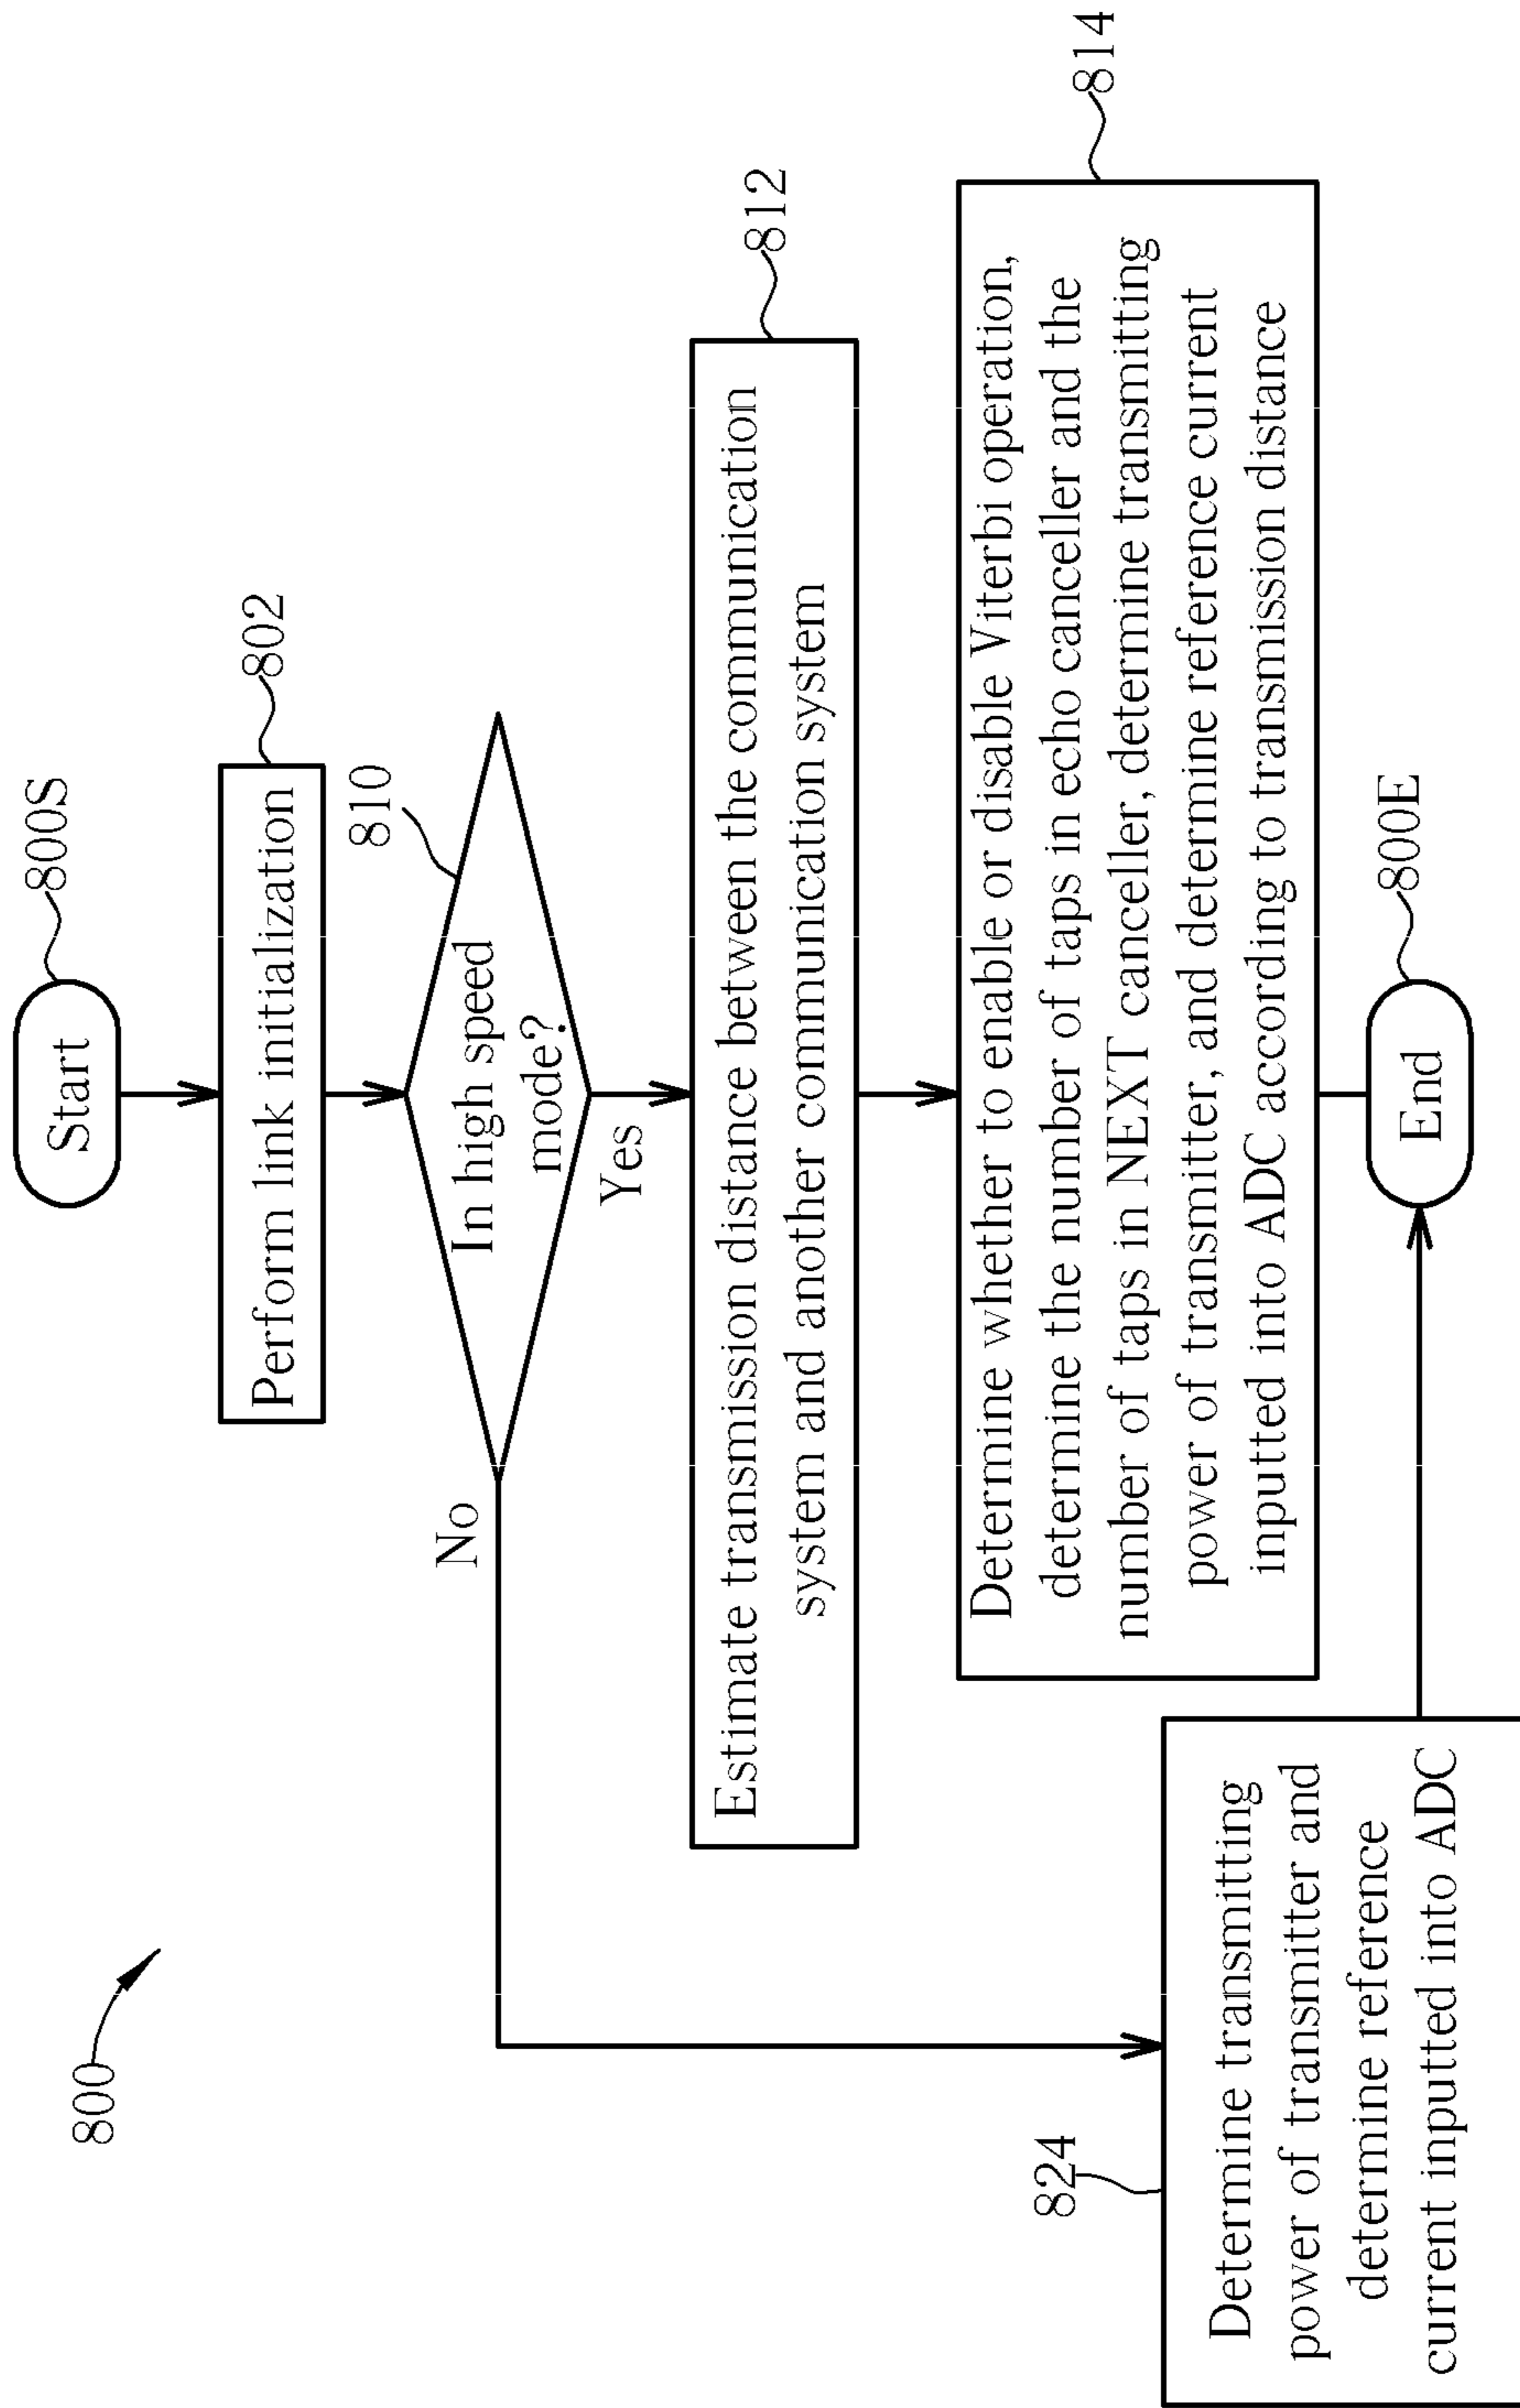 800
Start
800S
Perform link initialization
802
In high speed
mode?
810
No
Yes
Estimate transmission distance between the communication
system and another communication system
812
Determine whether to enable or disable Viterbi operation,
determine the number of taps in echo canceller and the
number of taps in NEXT canceller, determine transmitting
power of transmitter, and determine reference current
inputted into ADC according to transmission distance
814
824
Determine transmitting
power of transmitter and
determine reference
current inputted into ADC
End
800E